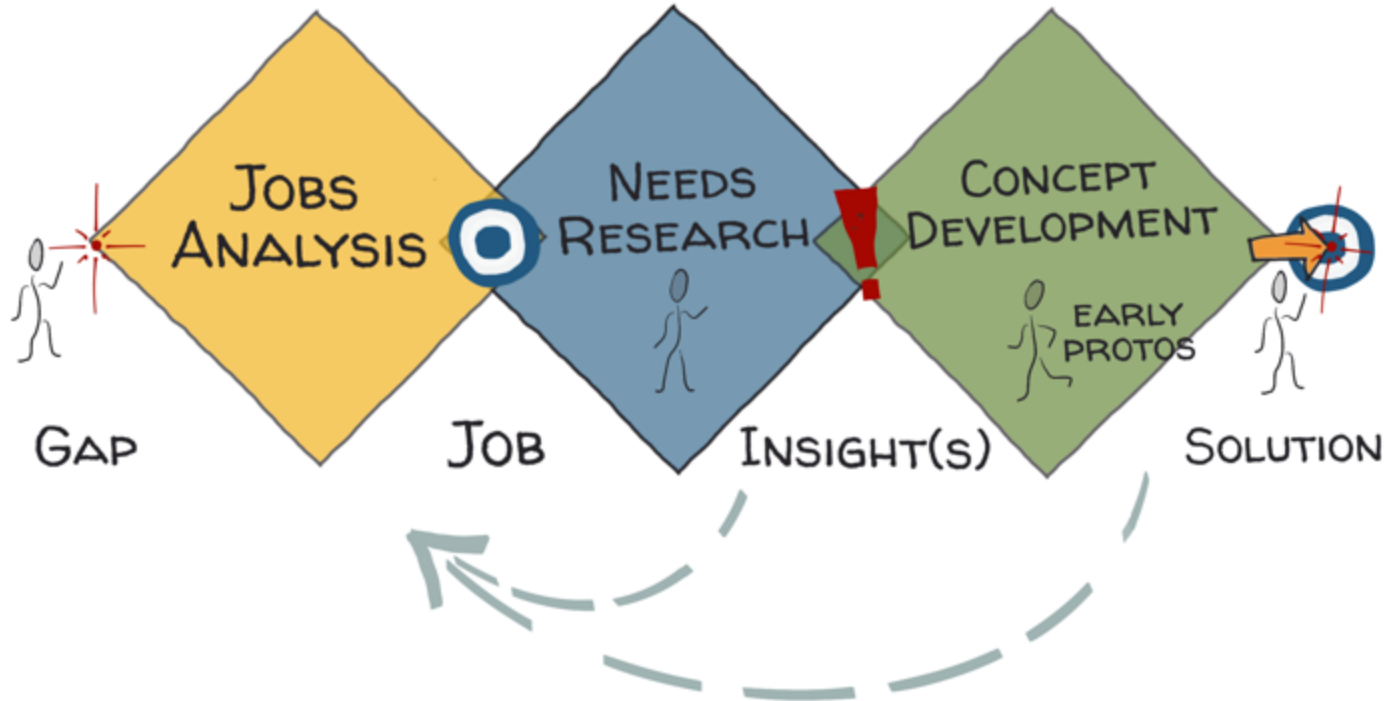 JOBS
ANALYSIS
NEEDS
RESEARCH
CONCEPT
DEVELOPMENT
EARLY
PROTOS
GAP
JOB
INSIGHT(S)
SOLUTION